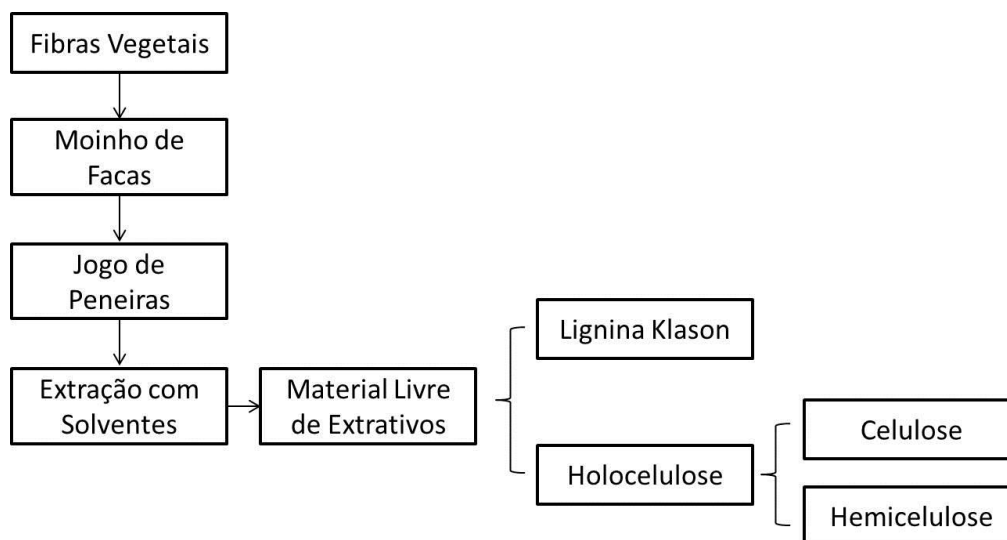 Fibras Vegetais
Moinho de
Facas
Jogo de
Peneiras
Extração com
Solventes
Material Livre
de Extrativos
Lignina Klason
Holocelulose
Celulose
Hemicelulose